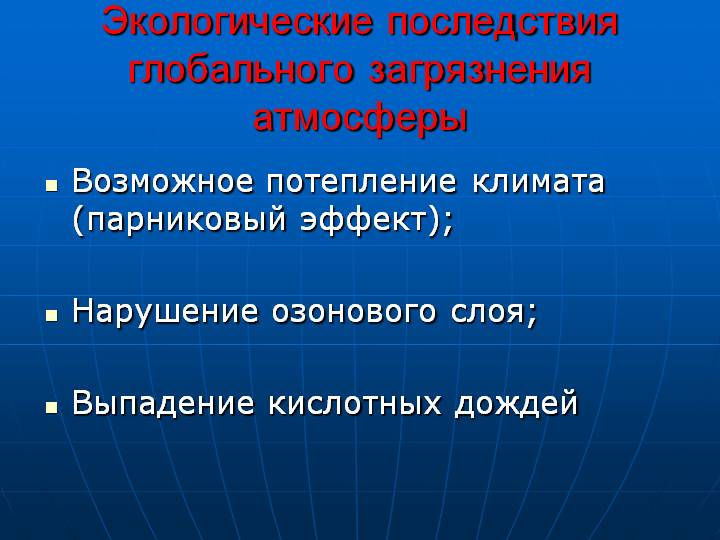 Экологические последствия
глобального загрязнения
атмосферы
Возможное потепление климата
(парниковый эффект);
Нарушение озонового слоя;
Выпадение кислотных дождей